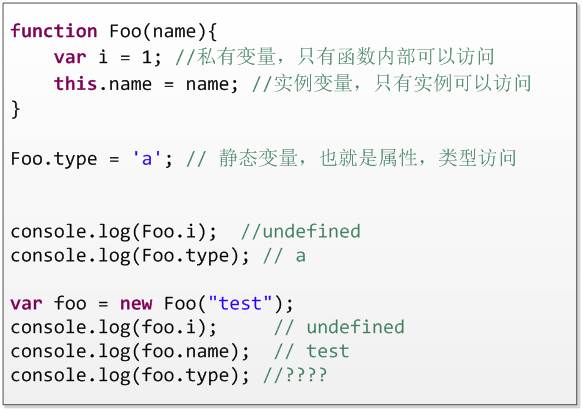 function Foo(name){
    var i = 1; //私有变量，只有函数内部可以访问
    this.name = name; //实例变量，只有实例可以访问
}
Foo.type = 'a'; // 静态变量，也就是属性，类型访问
console.log(Foo.i);  //undefined
console.log(Foo.type); // a
var foo = new Foo("test");
console.log(foo.i);      // undefined
console.log(foo.name);  // test
console.log(foo.type); //????